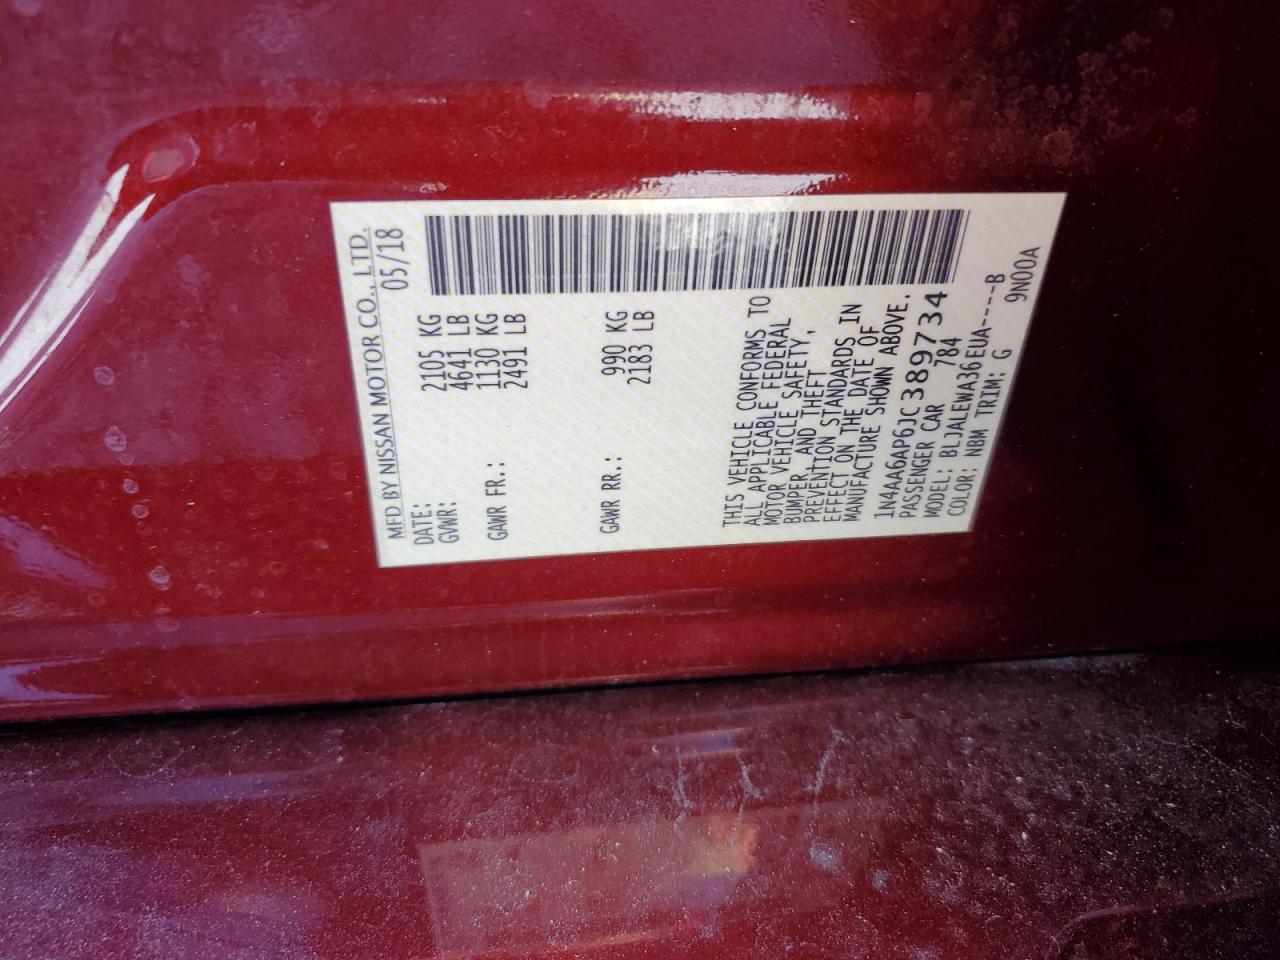 MFD BY NISSAN MOTOR CO., LTD.
DATE: 05/18
GVWR: 2105 KG
4641 LB
GAWR FR.: 1130 KG
2491 LB
GAWR RR.: 990 KG
2183 LB
THIS VEHICLE CONFORMS TO
ALL APPLICABLE FEDERAL
MOTOR VEHICLE SAFETY,
BUMPER, AND THEFT
PREVENTION STANDARDS IN
EFFECT ON THE DATE OF
MANUFACTURE SHOWN ABOVE.
1N4AA6AP6JC389734
PASSENGER CAR 784
MODEL: BLJALEWA36EUA----B
COLOR: NBM TRIM: G
9N00A